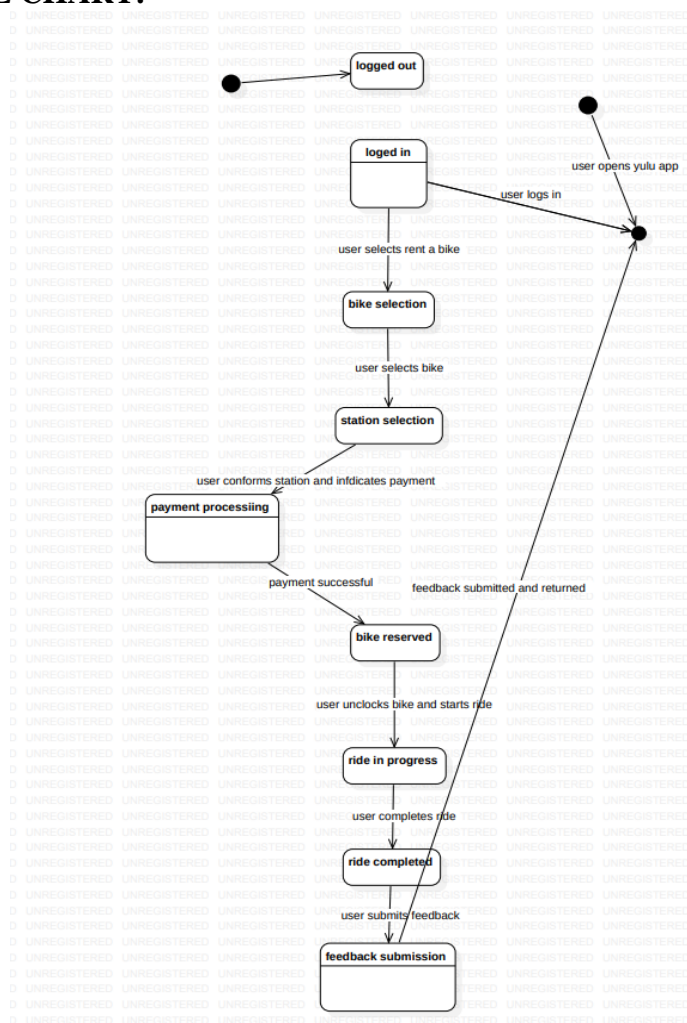 E CHART:
logged out
loged in
user opens yulu app
user logs in
user selects rent a bike
bike selection
user selects bike
station selection
user conforms station and infdicates payment
payment processiing
payment successful
feedback submitted and returned
bike reserved
user unclocks bike and starts ride
ride in progress
user completes ride
ride completed
user submits feedback
feedback submission
UNREGISTERED